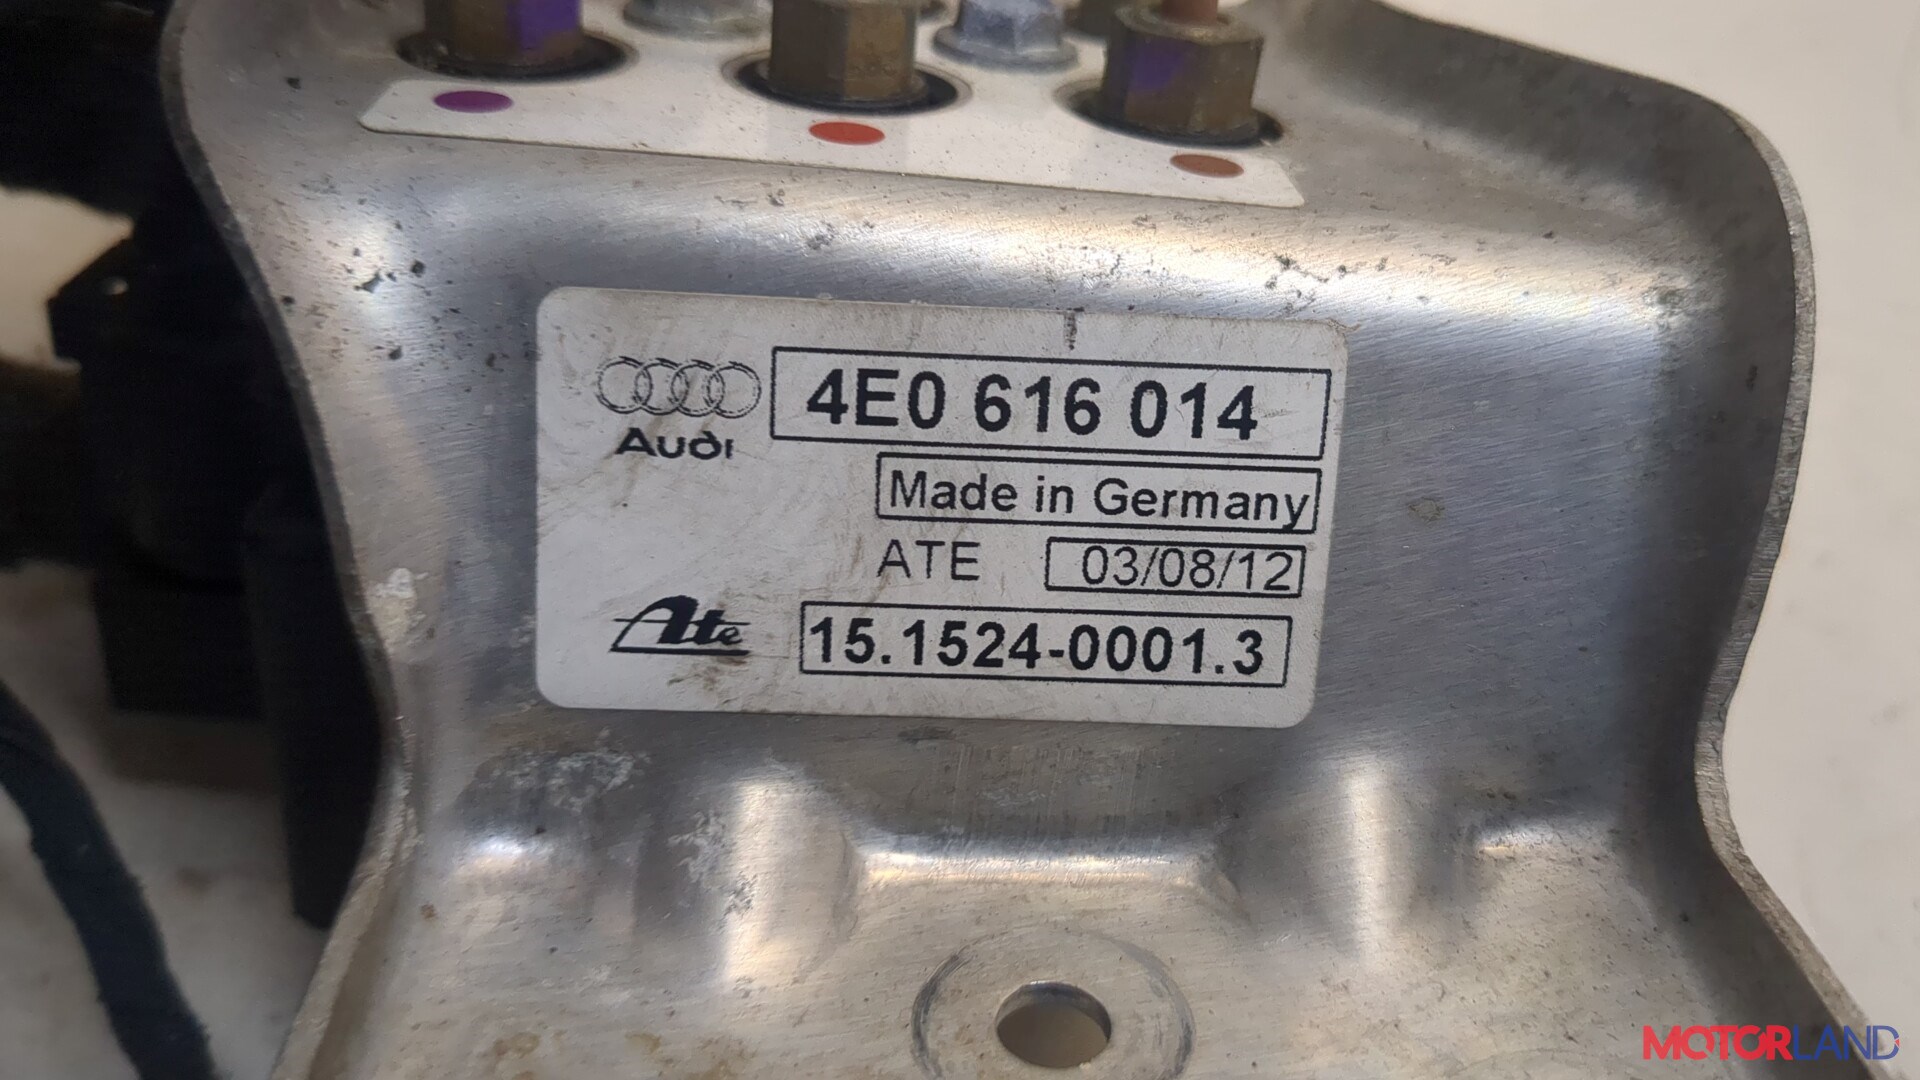 4E0 616 014
Audi
Made in Germany
ATE 03/08/12
Ate 15.1524-0001.3
MOTORLAND